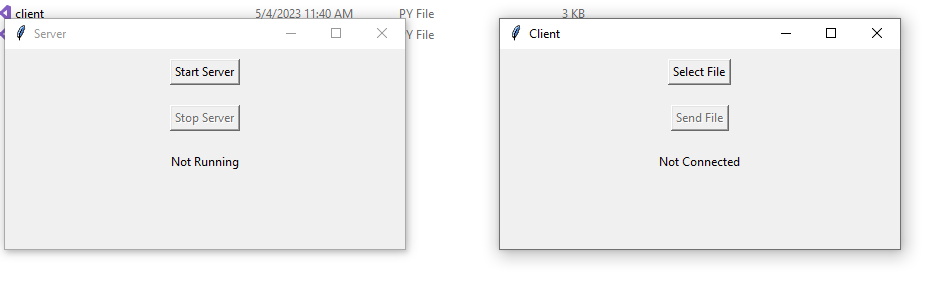 client 5/4/2023 11:40 AM PY File 3 KB
Server
Y File
Client
Start Server
Select File
Stop Server
Send File
Not Running
Not Connected